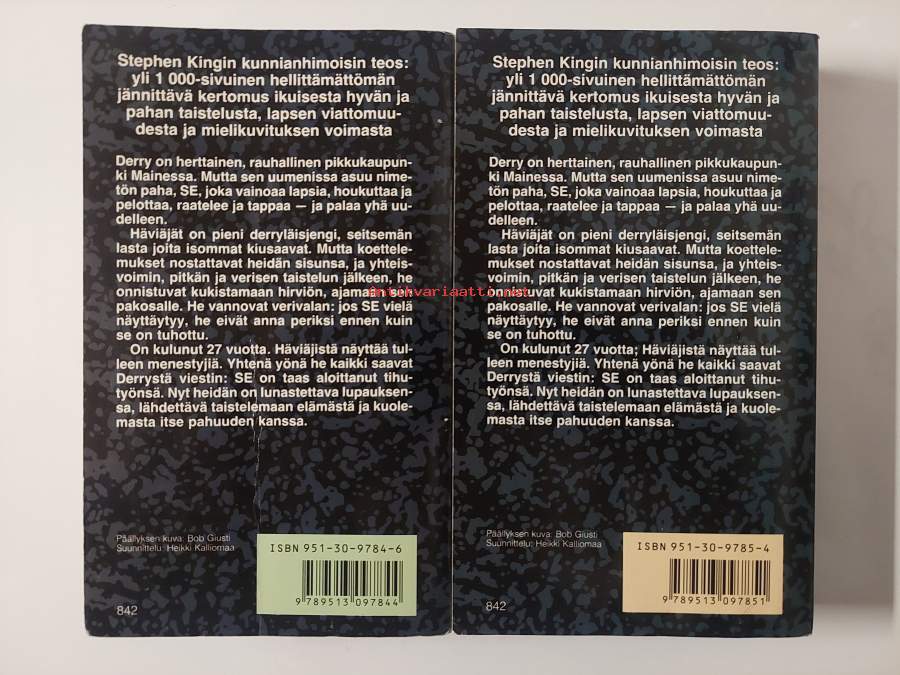 Stephen Kingin kunnianhimoisin teos:
yli 1 000-sivuinen hellittämättömän
jännittävä kertomus ikuisesta hyvän ja
pahan taistelusta, lapsen viattomuu-
desta ja mielikuvituksen voimasta
Derry on herttainen, rauhallinen pikkukaupun-
ki Mainessa. Mutta sen uumenissa asuu nime-
tön paha, SE, joka vainoaa lapsia, houkuttaa ja
pelottaa, raatelee ja tappaa — ja palaa yhä uu-
delleen.
Häviäjät on pieni derryläisjengi, seitsemän
lasta joita isommat kiusaavat. Mutta koettele-
mukset nostattavat heidän sisunsa, ja yhteis-
voimin, pitkän ja verisen taistelun jälkeen, he
onnistuvat kukistamaan hirviön, ajamaan sen
pakosalle. He vannovat verivalan: jos SE vielä
näyttäytyy, he eivät anna periksi ennen kuin
se on tuhottu.
On kulunut 27 vuotta. Häviäjistä näyttää tul-
leen menestyjiä. Yhtenä yönä he kaikki saavat
Derrystä viestin: SE on taas aloittanut tihu-
työnsä. Nyt heidän on lunastettava lupauksen-
sa, lähdettävä taistelemaan elämästä ja kuole-
masta itse pahuuden kanssa.
Päällyksen kuva: Bob Giusti
Suunnittelu: Heikki Kalliomaa
ISBN 951-30-9784-6
9 789513 097844
842
Stephen Kingin kunnianhimoisin teos:
yli 1 000-sivuinen hellittämättömän
jännittävä kertomus ikuisesta hyvän ja
pahan taistelusta, lapsen viattomuu-
desta ja mielikuvituksen voimasta
Derry on herttainen, rauhallinen pikkukaupun-
ki Mainessa. Mutta sen uumenissa asuu nime-
tön paha, SE, joka vainoaa lapsia, houkuttaa ja
pelottaa, raatelee ja tappaa — ja palaa yhä uu-
delleen.
Häviäjät on pieni derryläisjengi, seitsemän
lasta joita isommat kiusaavat. Mutta koettele-
mukset nostattavat heidän sisunsa, ja yhteis-
voimin, pitkän ja verisen taistelun jälkeen, he
onnistuvat kukistamaan hirviön, ajamaan sen
pakosalle. He vannovat verivalan: jos SE vielä
näyttäytyy, he eivät anna periksi ennen kuin
se on tuhottu.
On kulunut 27 vuotta; Häviäjistä näyttää tul-
leen menestyjiä. Yhtenä yönä he kaikki saavat
Derrystä viestin: SE on taas aloittanut tihu-
työnsä. Nyt heidän on lunastettava lupauksen-
sa, lähdettävä taistelemaan elämästä ja kuole-
masta itse pahuuden kanssa.
Päällyksen kuva: Bob Giusti
Suunnittelu: Heikki Kalliomaa
ISBN 951-30-9785-4
9 789513 097851
842
antikvariaatti.net